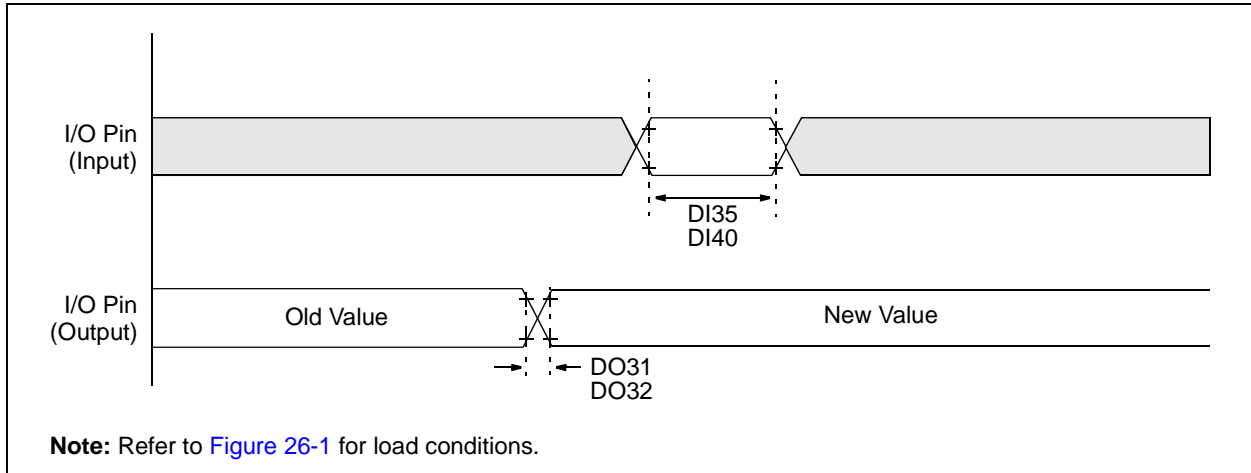 I/O Pin
(Input)
DI35
DI40
I/O Pin
(Output)
Old Value
New Value
DO31
DO32
Note: Refer to Figure 26-1 for load conditions.